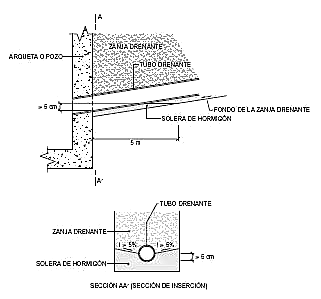 A
ZANJA DRENANTE
ARQUETA O POZO
TUBO DRENANTE
≥ 5 cm
FONDO DE LA ZANJA DRENANTE
SOLERA DE HORMIGÓN
5 m
A'
TUBO DRENANTE
ZANJA DRENANTE
I ≥ 5%
I ≥ 5%
≥ 5 cm
SOLERA DE HORMIGÓN
SECCIÓN AA' (SECCIÓN DE INSERCIÓN)